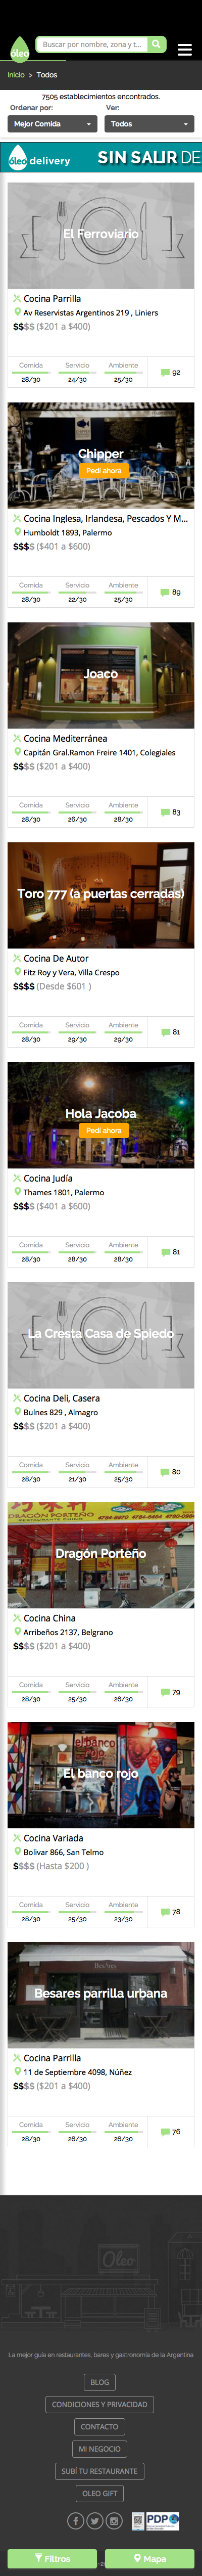 óleo
Buscar por nombre, zona y t...
Inicio > Todos
7505 establecimientos encontrados.
Ordenar por: Ver:
Mejor Comida Todos
óleo delivery SIN SALIR DE
El Ferroviario
Cocina Parrilla
Av Reservistas Argentinos 219 , Liniers
$$$$ ($201 a $400)
Comida Servicio Ambiente
28/30 24/30 25/30 92
Chipper
Pedí ahora
Cocina Inglesa, Irlandesa, Pescados Y M...
Humboldt 1893, Palermo
$$$$ ($401 a $600)
Comida Servicio Ambiente
28/30 22/30 25/30 89
Joaco
Cocina Mediterránea
Capitán Gral.Ramon Freire 1401, Colegiales
$$$$ ($201 a $400)
Comida Servicio Ambiente
28/30 26/30 28/30 83
Toro 777 (a puertas cerradas)
Cocina De Autor
Fitz Roy y Vera, Villa Crespo
$$$$ (Desde $601 )
Comida Servicio Ambiente
28/30 29/30 29/30 81
Hola Jacoba
Pedí ahora
Cocina Judía
Thames 1801, Palermo
$$$$ ($401 a $600)
Comida Servicio Ambiente
28/30 28/30 28/30 81
La Cresta Casa de Spiedo
Cocina Deli, Casera
Bulnes 829 , Almagro
$$$$ ($201 a $400)
Comida Servicio Ambiente
28/30 21/30 25/30 80
DRAGON PORTEÑO
Dragón Porteño
Cocina China
Arribeños 2137, Belgrano
$$$$ ($201 a $400)
Comida Servicio Ambiente
28/30 25/30 26/30 79
el banco rojo
El banco rojo
Cocina Variada
Bolivar 866, San Telmo
$$$$ (Hasta $200 )
Comida Servicio Ambiente
28/30 25/30 23/30 78
Besares parrilla urbana
Cocina Parrilla
11 de Septiembre 4098, Núñez
$$$$ ($201 a $400)
Comida Servicio Ambiente
28/30 26/30 26/30 76
Oleo
La mejor guía en restaurantes, bares y gastronomía de la Argentina
BLOG
CONDICIONES Y PRIVACIDAD
CONTACTO
MI NEGOCIO
SUBÍ TU RESTAURANTE
OLEO GIFT
PDP
Filtros Mapa